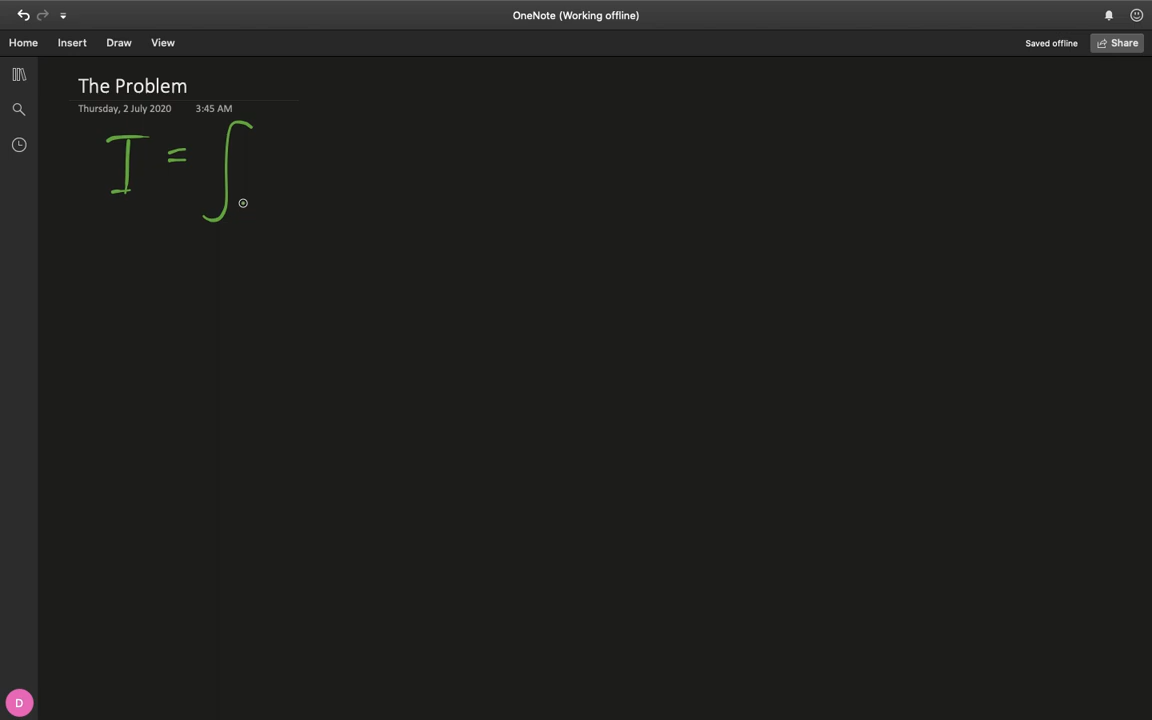 OneNote (Working offline)
Home Insert Draw View
Saved offline Share
The Problem
Thursday, 2 July 2020 3:45 AM
I = ∫
D